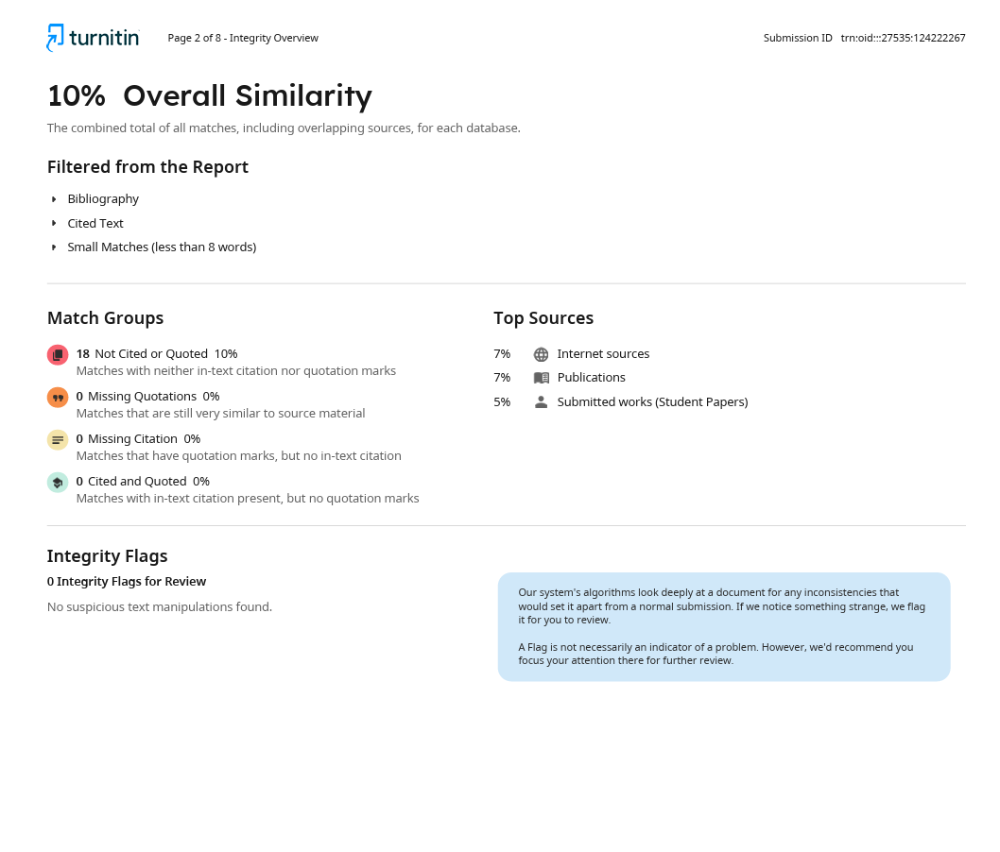 turnitin
Page 2 of 8 - Integrity Overview
Submission ID trn:oid:::27535:124222267
10% Overall Similarity
The combined total of all matches, including overlapping sources, for each database.
Filtered from the Report
Bibliography
Cited Text
Small Matches (less than 8 words)
Match Groups
18 Not Cited or Quoted 10%
Matches with neither in-text citation nor quotation marks
0 Missing Quotations 0%
Matches that are still very similar to source material
0 Missing Citation 0%
Matches that have quotation marks, but no in-text citation
0 Cited and Quoted 0%
Matches with in-text citation present, but no quotation marks
Top Sources
7% Internet sources
7% Publications
5% Submitted works (Student Papers)
Integrity Flags
0 Integrity Flags for Review
No suspicious text manipulations found.
Our system's algorithms look deeply at a document for any inconsistencies that
would set it apart from a normal submission. If we notice something strange, we flag
it for you to review.
A Flag is not necessarily an indicator of a problem. However, we'd recommend you
focus your attention there for further review.